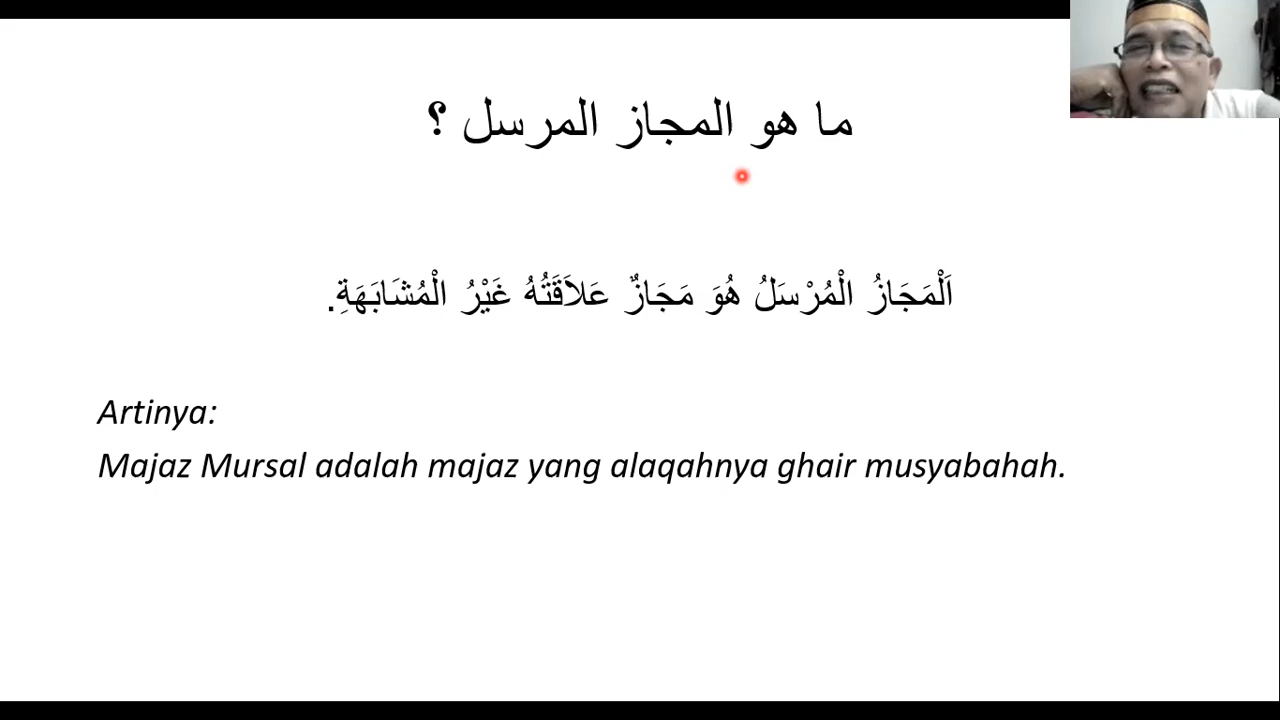 ما هو المجاز المرسل ؟
اَلْمَجَازُ الْمُرْسَلُ هُوَ مَجَازٌ عَلاَقَتُهُ غَيْرُ الْمُشَابَهَةِ.
Artinya:
Majaz Mursal adalah majaz yang alaqahnya ghair musyabahah.